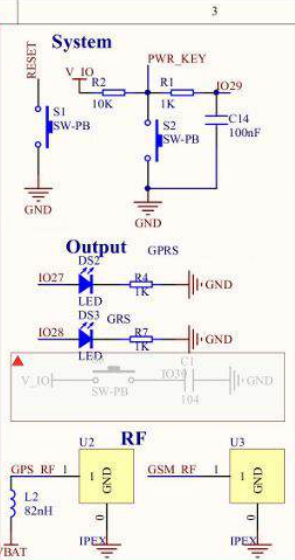 3
System
RESET
PWR_KEY
V_IO
R2
R1
IO29
10K
1K
S1
SW-PB
S2
SW-PB
C14
100nF
GND
GND
Output
GPRS
DS2
IO27
R4
GND
LED
1K
DS3
GRS
IO28
R7
GND
LED
1K
C1
V_IO
IO30
GND
SW-PB
104
RF
U2
U3
GPS_RF
1
1
GND
GSM_RF
1
1
GND
L2
82nH
0
0
IPEX
IPEX
VBAT